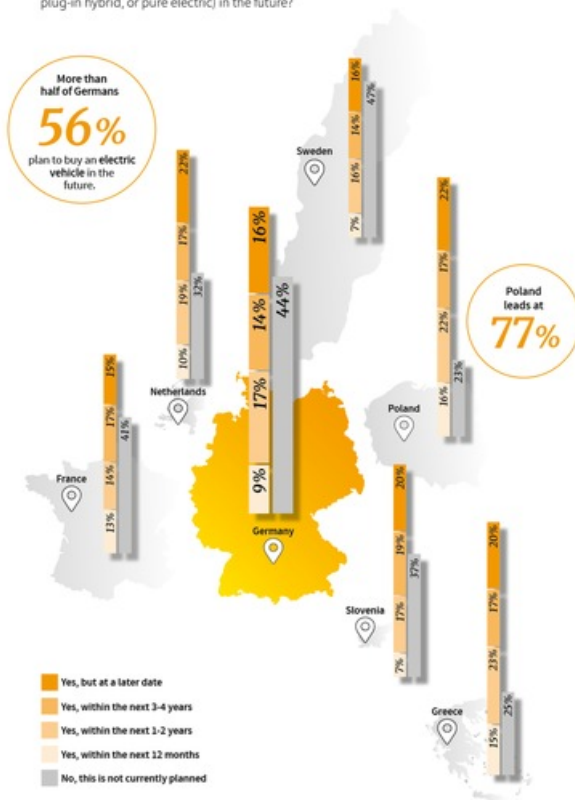 plug-in hybrid, or pure electric) in the future?
More than
half of Germans
56%
plan to buy an electric
vehicle in the
future.
Sweden
16%
14%
16%
7%
47%
Netherlands
22%
17%
19%
10%
32%
Germany
16%
14%
17%
9%
44%
Poland
22%
17%
22%
16%
23%
Poland
leads at
77%
France
15%
17%
14%
13%
41%
Slovenia
20%
19%
17%
7%
37%
Greece
20%
17%
23%
15%
25%
Yes, but at a later date
Yes, within the next 3-4 years
Yes, within the next 1-2 years
Yes, within the next 12 months
No, this is not currently planned